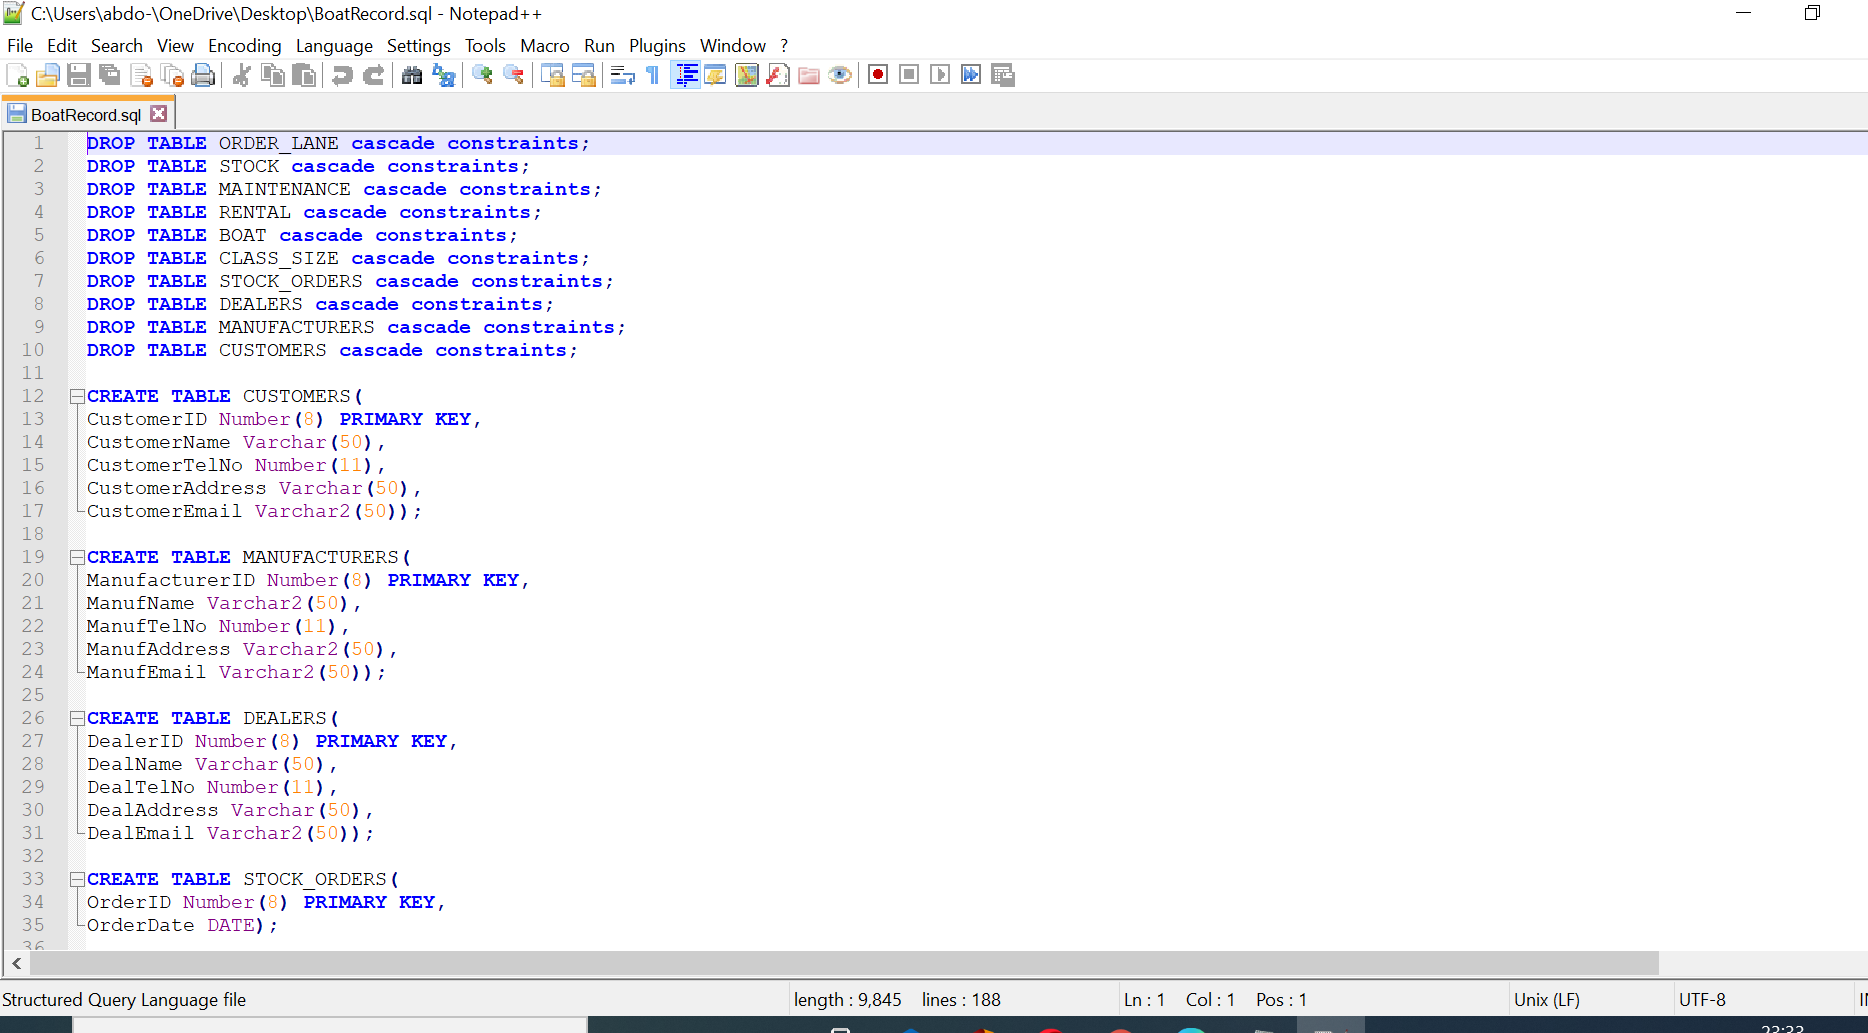 C:\Users\abdo-\OneDrive\Desktop\BoatRecord.sql - Notepad++
File Edit Search View Encoding Language Settings Tools Macro Run Plugins Window ?
BoatRecord.sql
1 DROP TABLE ORDER_LANE cascade constraints;
2 DROP TABLE STOCK cascade constraints;
3 DROP TABLE MAINTENANCE cascade constraints;
4 DROP TABLE RENTAL cascade constraints;
5 DROP TABLE BOAT cascade constraints;
6 DROP TABLE CLASS_SIZE cascade constraints;
7 DROP TABLE STOCK_ORDERS cascade constraints;
8 DROP TABLE DEALERS cascade constraints;
9 DROP TABLE MANUFACTURERS cascade constraints;
10 DROP TABLE CUSTOMERS cascade constraints;
11
12 CREATE TABLE CUSTOMERS(
13 CustomerID Number(8) PRIMARY KEY,
14 CustomerName Varchar(50),
15 CustomerTelNo Number(11),
16 CustomerAddress Varchar(50),
17 CustomerEmail Varchar2(50));
18
19 CREATE TABLE MANUFACTURERS(
20 ManufacturerID Number(8) PRIMARY KEY,
21 ManufName Varchar2(50),
22 ManufTelNo Number(11),
23 ManufAddress Varchar2(50),
24 ManufEmail Varchar2(50));
25
26 CREATE TABLE DEALERS(
27 DealerID Number(8) PRIMARY KEY,
28 DealName Varchar(50),
29 DealTelNo Number(11),
30 DealAddress Varchar(50),
31 DealEmail Varchar2(50));
32
33 CREATE TABLE STOCK_ORDERS(
34 OrderID Number(8) PRIMARY KEY,
35 OrderDate DATE);
36
Structured Query Language file length : 9,845 lines : 188 Ln : 1 Col : 1 Pos : 1 Unix (LF) UTF-8